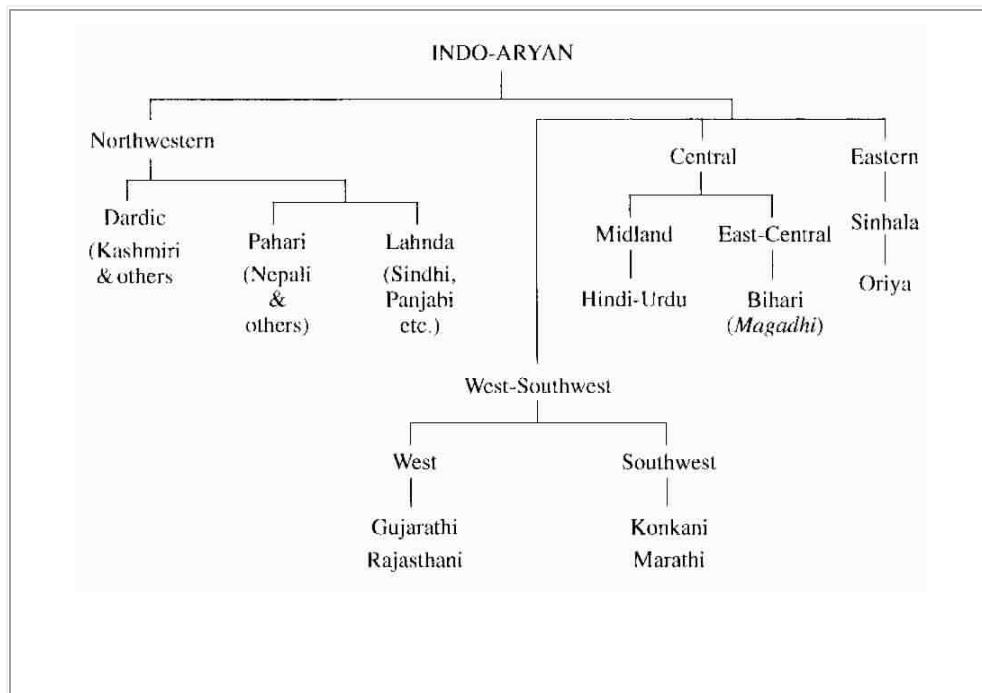 INDO-ARYAN
Northwestern
Central
Eastern
Dardic
(Kashmiri
& others
Pahari
(Nepali
&
others)
Lahnda
(Sindhi,
Panjabi
etc.)
Midland
Hindi-Urdu
East-Central
Bihari
(Magadhi)
Sinhala
Oriya
West-Southwest
West
Gujarathi
Rajasthani
Southwest
Konkani
Marathi